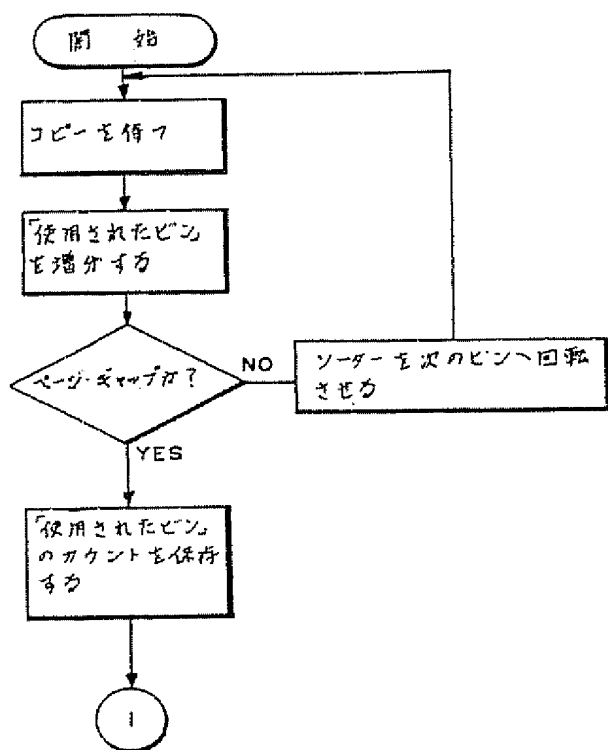 開 始
コピーを待つ
「使用されたビン」
を増分する
ページ・ギャップか?
NO
ソーターを次のビンへ回転
させる
YES
「使用されたビン」
のカウントを保存
する
1